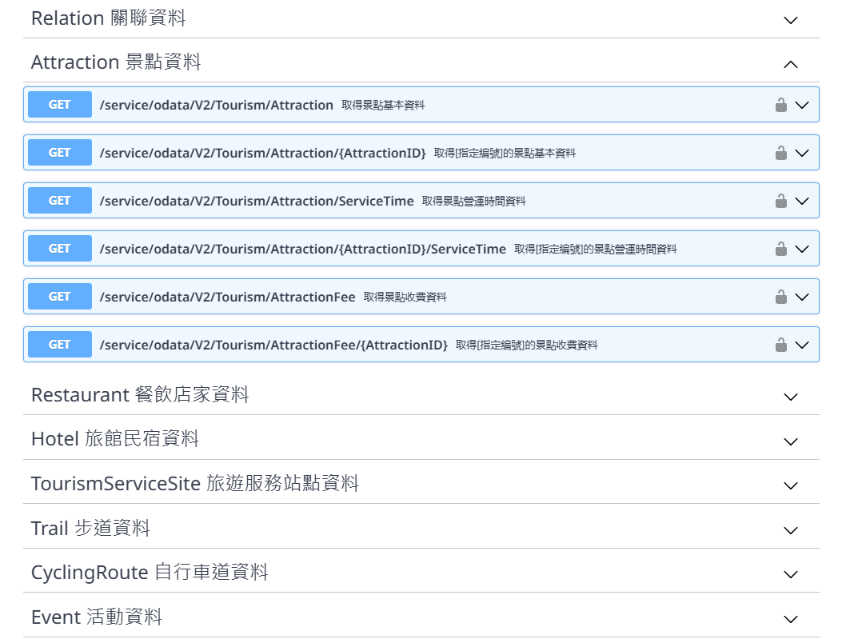 Relation 關聯資料
Attraction 景點資料
GET /service/odata/V2/Tourism/Attraction 取得景點基本資料
GET /service/odata/V2/Tourism/Attraction/{AttractionID} 取得[指定編號]的景點基本資料
GET /service/odata/V2/Tourism/Attraction/ServiceTime 取得景點營運時間資料
GET /service/odata/V2/Tourism/Attraction/{AttractionID}/ServiceTime 取得[指定編號]的景點營運時間資料
GET /service/odata/V2/Tourism/AttractionFee 取得景點收費資料
GET /service/odata/V2/Tourism/AttractionFee/{AttractionID} 取得[指定編號]的景點收費資料
Restaurant 餐飲店家資料
Hotel 旅館民宿資料
TourismServiceSite 旅遊服務站點資料
Trail 步道資料
CyclingRoute 自行車道資料
Event 活動資料